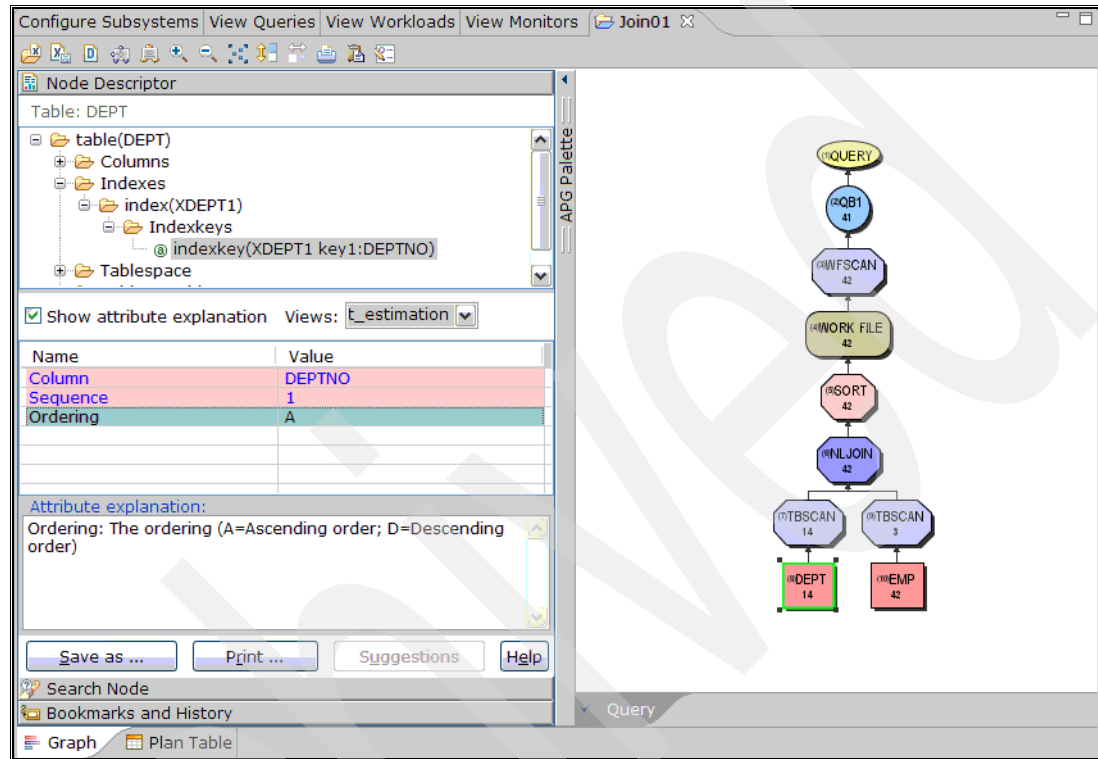 Configure Subsystems View Queries View Workloads View Monitors Join01
Node Descriptor
Table: DEPT
table(DEPT)
Columns
Indexes
index(XDEPT1)
Indexkeys
indexkey(XDEPT1 key1:DEPTNO)
Tablespace
Show attribute explanation Views: t_estimation
Name Value
Column DEPTNO
Sequence 1
Ordering A
Attribute explanation:
Ordering: The ordering (A=Ascending order; D=Descending
order)
Save as ... Print ... Suggestions Help
Search Node
Bookmarks and History
Graph Plan Table
APG Palette
(1)QUERY
(2)QB1
41
(3)WFSCAN
42
(4)WORK FILE
42
(5)SORT
42
(6)NLJOIN
42
(7)TBSCAN
14
(9)TBSCAN
3
(8)DEPT
14
(10)EMP
42
Query